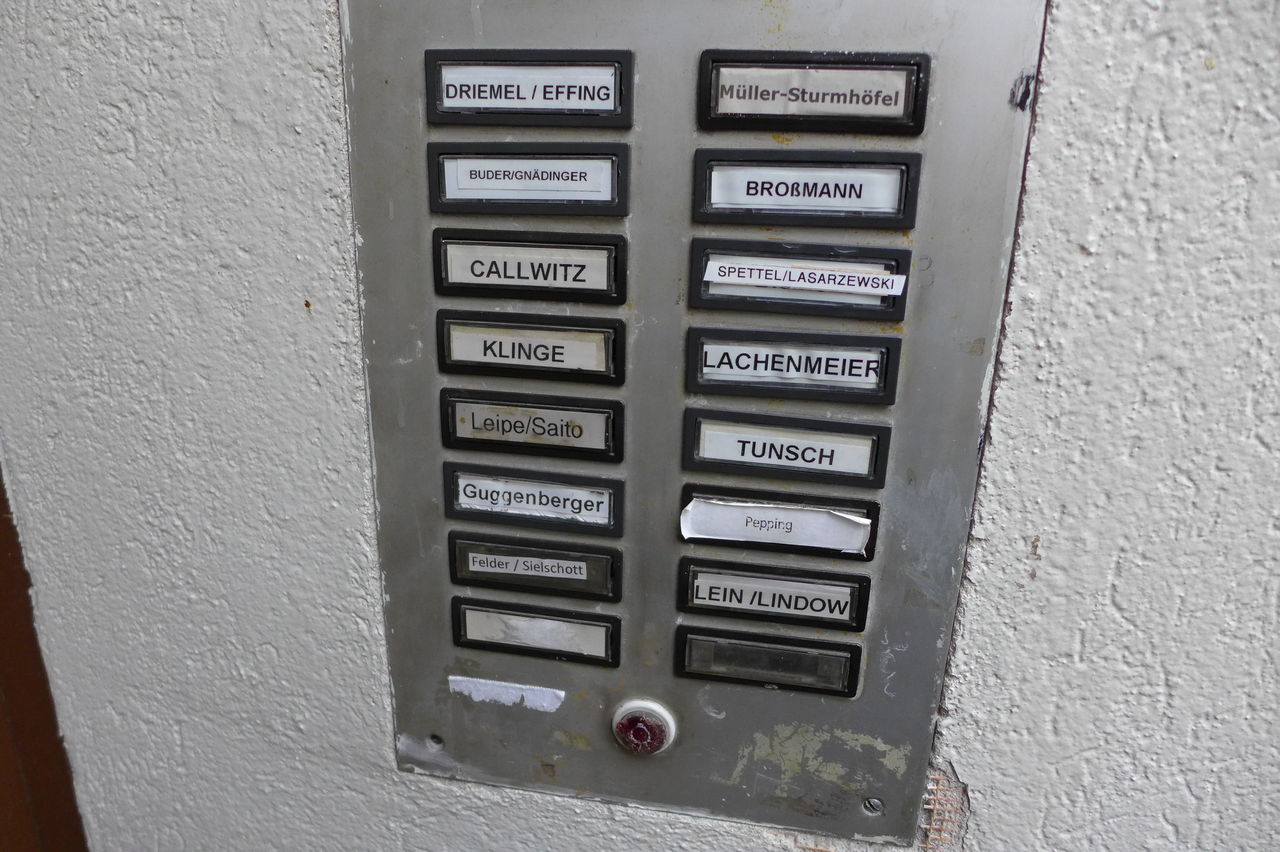 DRIEMEL / EFFING
BUDER/GNÄDINGER
CALLWITZ
KLINGE
Leipe/Saito
Guggenberger
Felder / Sielschott
Müller-Sturmhöfel
BROßMANN
SPETTEL/LASARZEWSKI
LACHENMEIER
TUNSCH
Pepping
LEIN /LINDOW